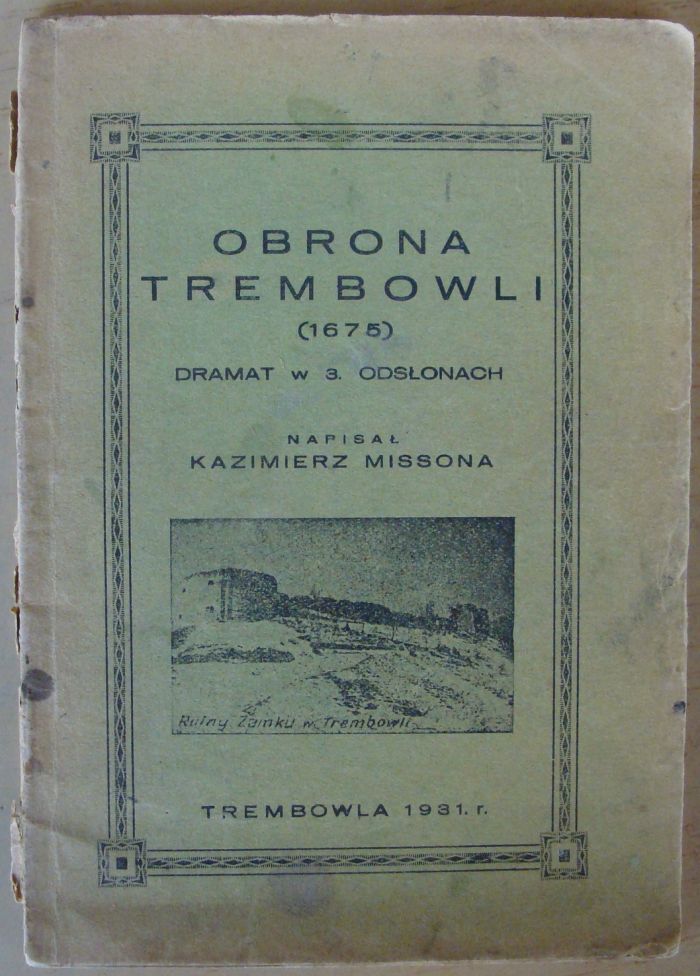 OBRONA
TREMBOWLI
(1675)
DRAMAT W 3. ODSŁONACH
NAPISAŁ
KAZIMIERZ MISSONA
Ruiny Zamku w Trembowli
TREMBOWLA 1931. r.